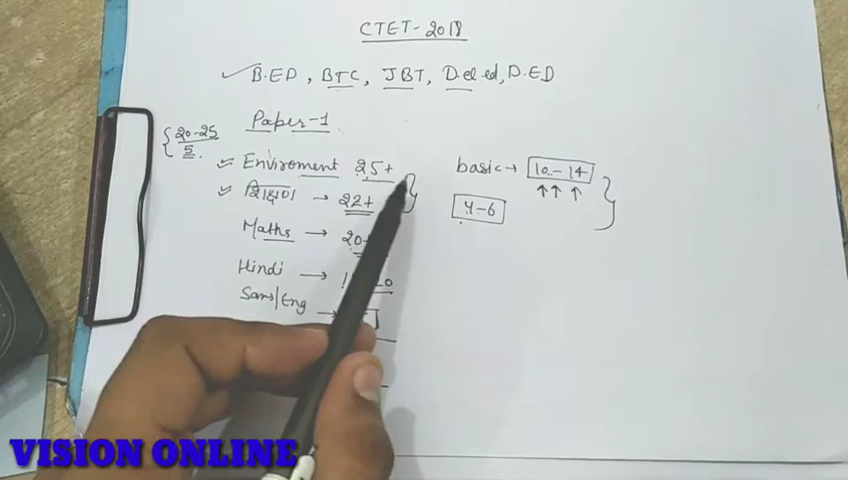 CTET-2018
B.ED, BTC, JBT, D.el.ed, D.ED
Paper-1
20-25
5.
Enviroment 25+
basic → 10-14
शिक्षण → 22+
4-6
Maths → 20
Hindi →
Sans/Eng →
VISION ONLINE